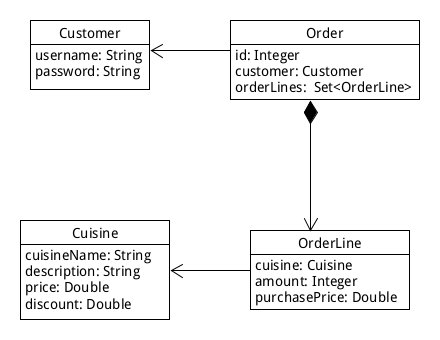 Customer
username: String
password: String
Order
id: Integer
customer: Customer
orderLines:  Set<OrderLine>
Cuisine
cuisineName: String
description: String
price: Double
discount: Double
OrderLine
cuisine: Cuisine
amount: Integer
purchasePrice: Double